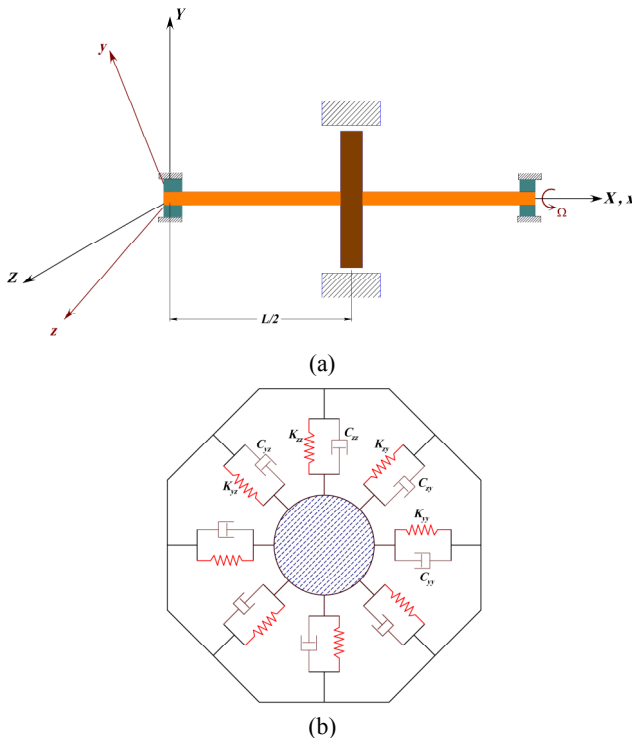 Y
y
X, x
Ω
Z
z
L/2
(a)
C_zz
K_zz
K_zy
C_yz
C_zy
K_yz
K_yy
C_yy
(b)